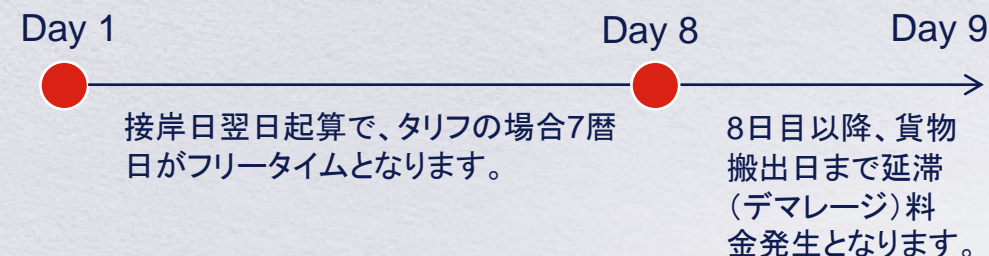 Day 1
Day 8
Day 9
接岸日翌日起算で、タリフの場合7暦
日がフリータイムとなります。
8日目以降、貨物
搬出日まで延滞
（デマレージ）料
金発生となります。